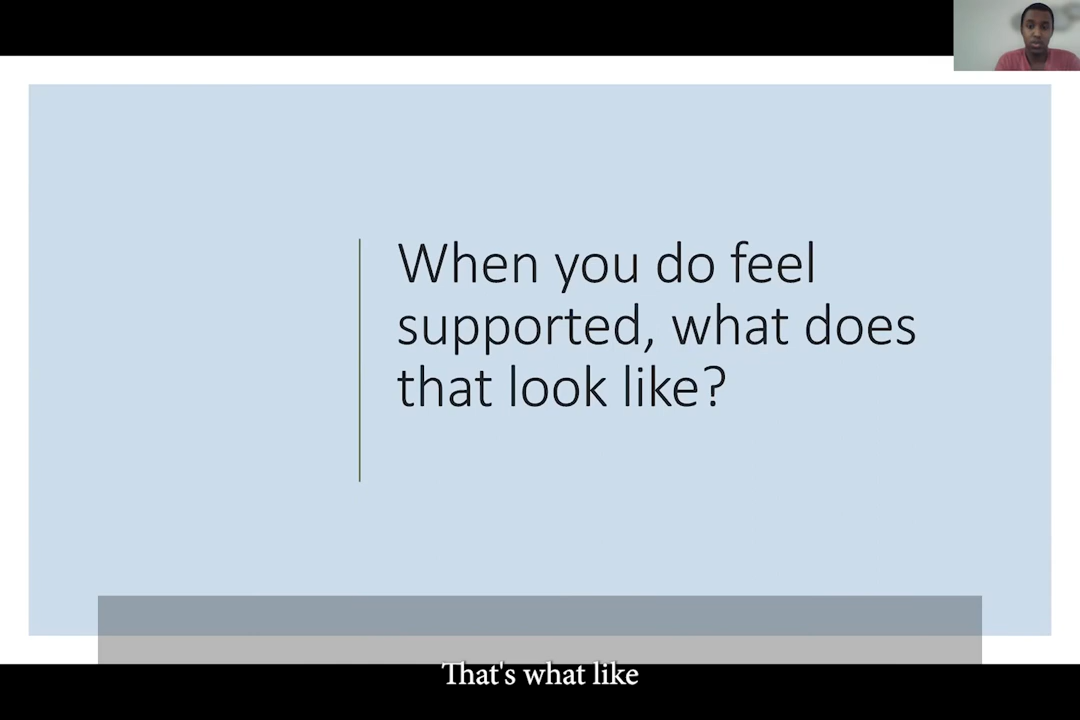 When you do feel
supported, what does
that look like?
That's what like